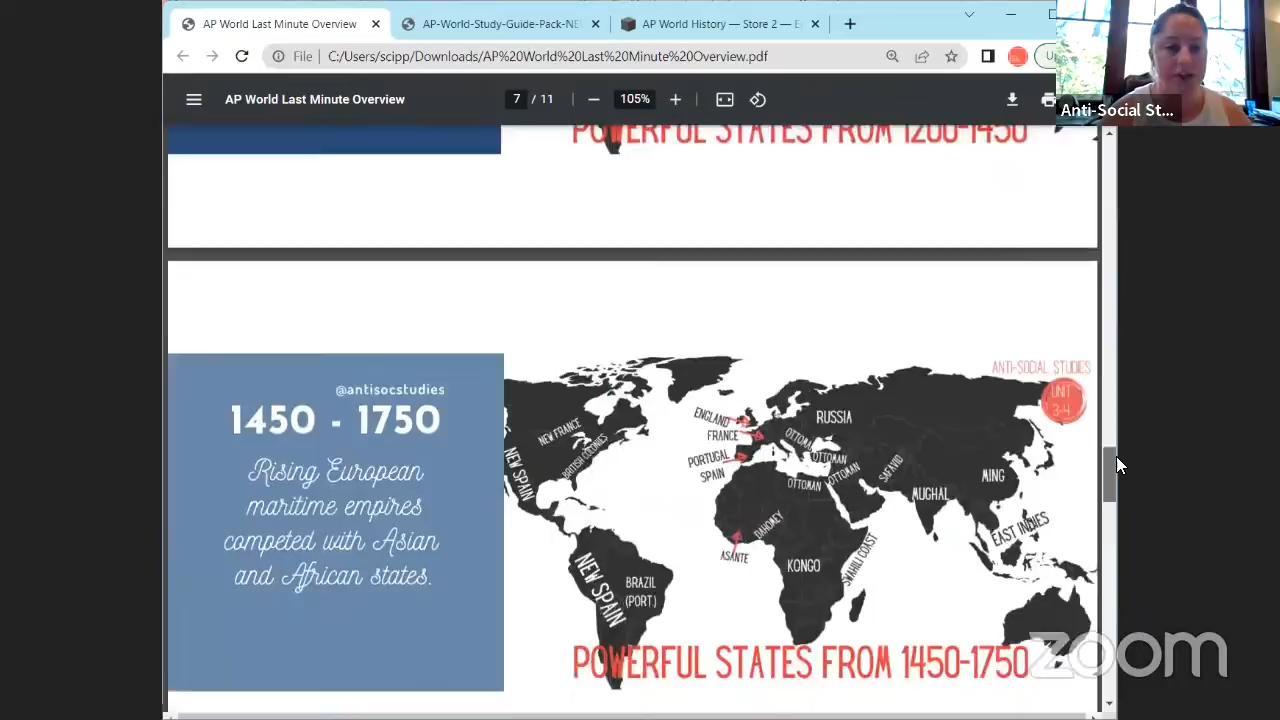 AP World Last Minute Overview
AP-World-Study-Guide-Pack-NE
AP World History — Store 2 — E
File
C:/Users/scipp/Downloads/AP%20World%20Last%20Minute%20Overview.pdf
AP World Last Minute Overview
7 / 11
105%
Anti-Social St...
POWERFUL STATES FROM 1200-1450
@antisocstudies
1450 - 1750
Rising European
maritime empires
competed with Asian
and African states.
ANTI-SOCIAL STUDIES
UNIT
3-4
NEW FRANCE
BRITISH COLONIES
NEW SPAIN
ENGLAND
FRANCE
PORTUGAL
SPAIN
RUSSIA
OTTOMAN
OTTOMAN
OTTOMAN
OTTOMAN
SAFAVID
MUGHAL
MING
EAST INDIES
DAHOMEY
ASANTE
KONGO
SWAHILI COAST
NEW SPAIN
BRAZIL
(PORT.)
POWERFUL STATES FROM 1450-1750
zoom